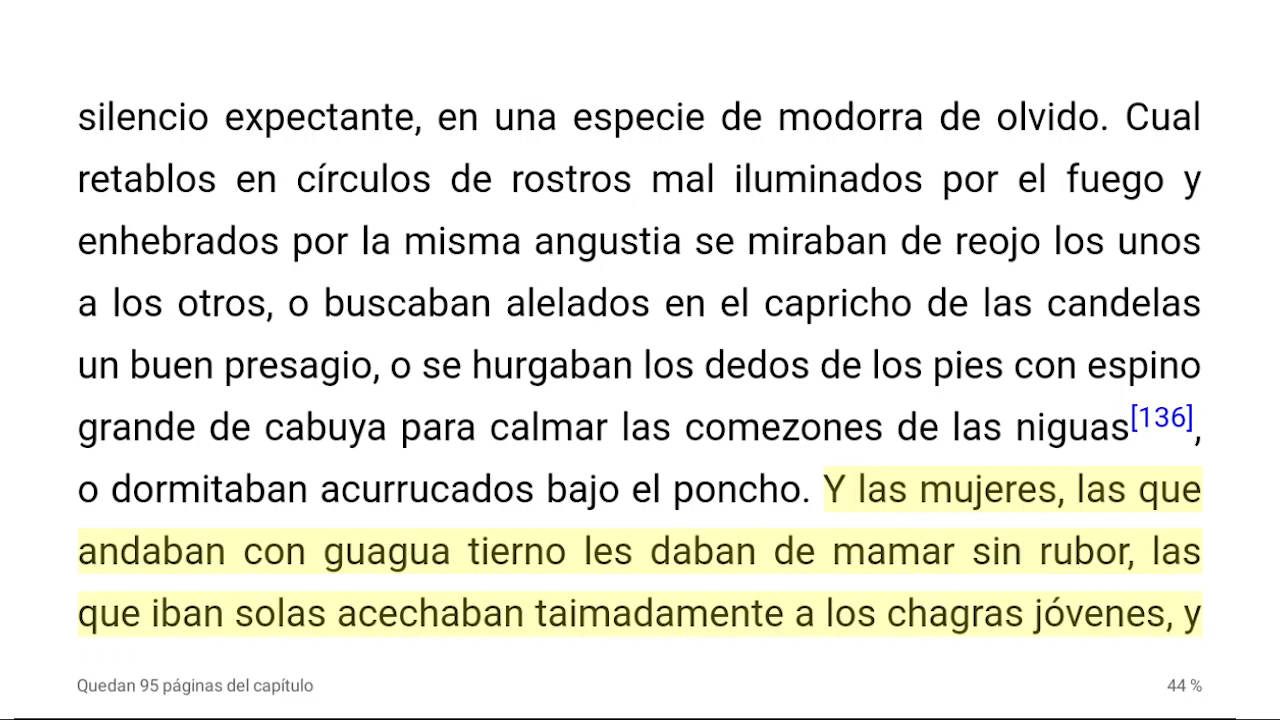 silencio expectante, en una especie de modorra de olvido. Cual
retablos en círculos de rostros mal iluminados por el fuego y
enhebrados por la misma angustia se miraban de reojo los unos
a los otros, o buscaban alelados en el capricho de las candelas
un buen presagio, o se hurgaban los dedos de los pies con espino
grande de cabuya para calmar las comezones de las niguas[136],
o dormitaban acurrucados bajo el poncho. Y las mujeres, las que
andaban con guagua tierno les daban de mamar sin rubor, las
que iban solas acechaban taimadamente a los chagras jóvenes, y
Quedan 95 páginas del capítulo
44 %